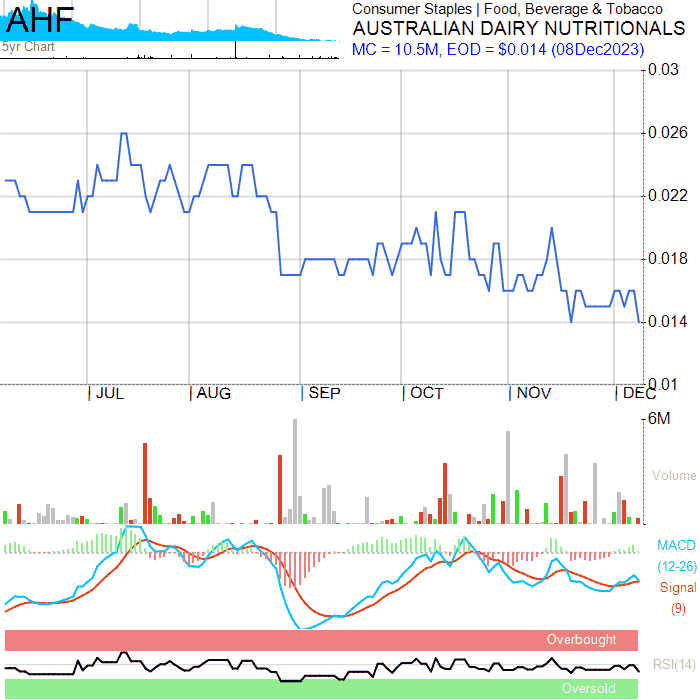 AHF
5yr Chart
Consumer Staples | Food, Beverage & Tobacco
AUSTRALIAN DAIRY NUTRITIONALS
MC = 10.5M, EOD = $0.014 (08Dec2023)
0.03
0.026
0.022
0.018
0.014
0.01
JUL AUG SEP OCT NOV DEC
6M
Volume
MACD
(12-26)
Signal
(9)
Overbought
RSI(14)
Oversold